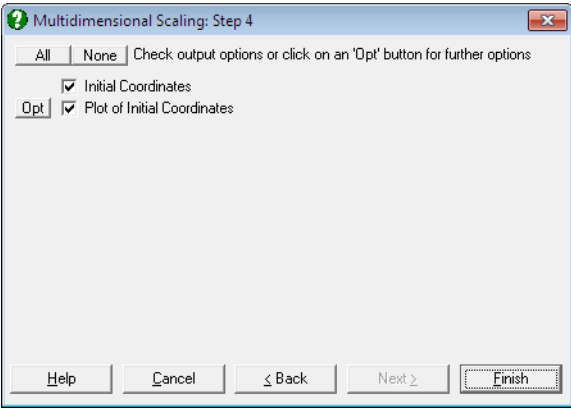 Multidimensional Scaling: Step 4
All None Check output options or click on an 'Opt' button for further options
Initial Coordinates
Opt Plot of Initial Coordinates
Help Cancel < Back Next > Finish